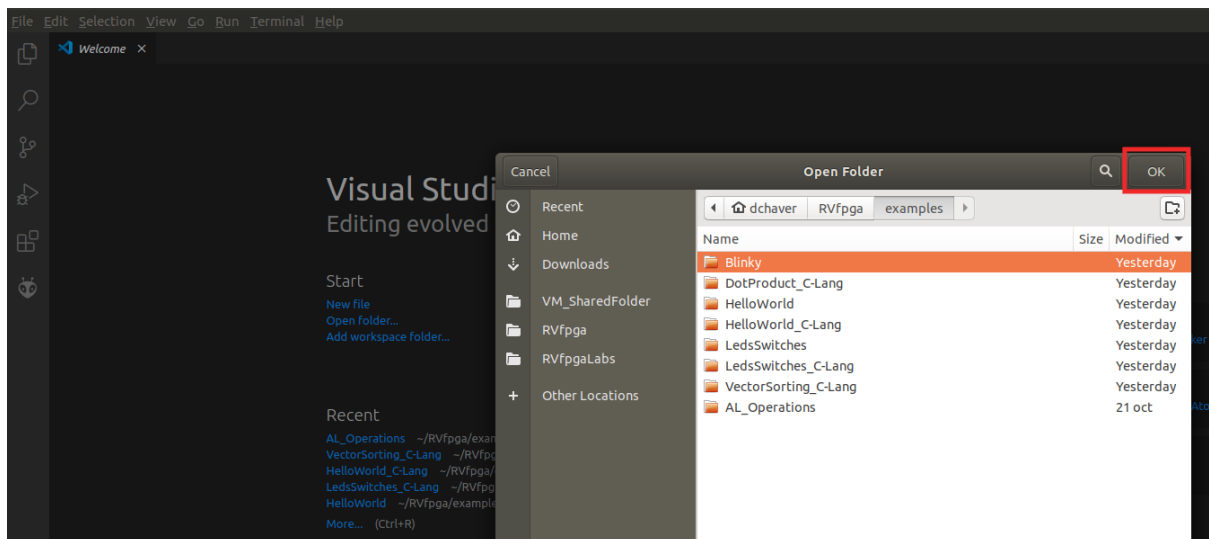 File Edit Selection View Go Run Terminal Help
Welcome
Visual Studi
Editing evolved
Start
New file
Open folder...
Add workspace folder...
Recent
AL_Operations ~/RVfpga/exam
VectorSorting_C-Lang ~/RVfpg
HelloWorld_C-Lang ~/RVfpga/
LedsSwitches_C-Lang ~/RVfpg
HelloWorld ~/RVfpga/example
More... (Ctrl+R)
Cancel Open Folder OK
Recent
Home
Downloads
VM_SharedFolder
RVfpga
RVfpgaLabs
+ Other Locations
dchaver RVfpga examples
Name Size Modified
Blinky Yesterday
DotProduct_C-Lang Yesterday
HelloWorld Yesterday
HelloWorld_C-Lang Yesterday
LedsSwitches Yesterday
LedsSwitches_C-Lang Yesterday
VectorSorting_C-Lang Yesterday
AL_Operations 21 oct
ker
Ato